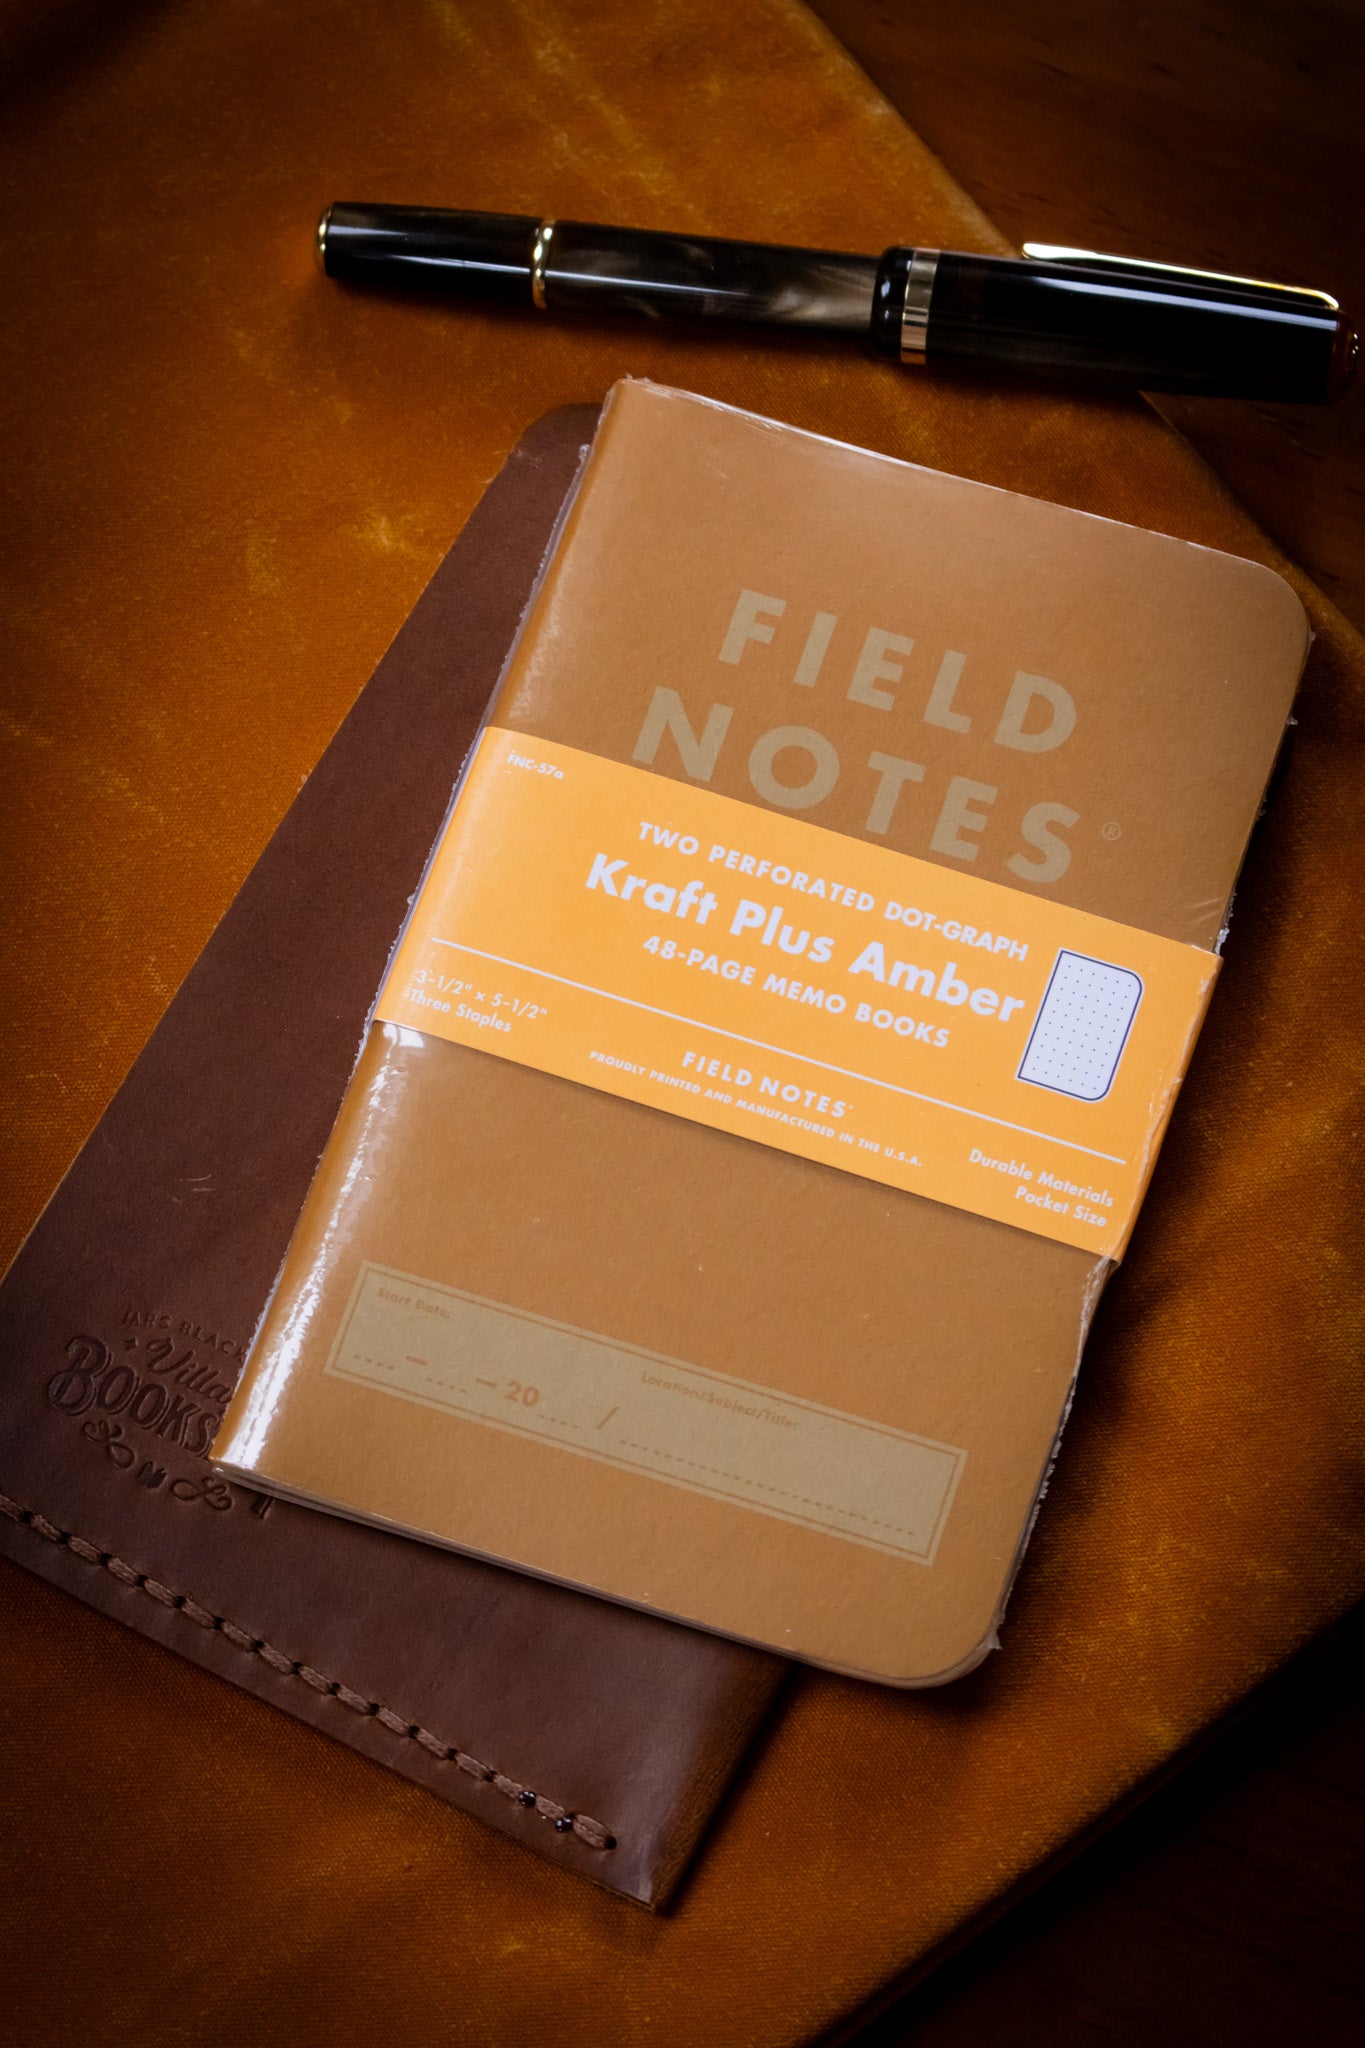 FIELD
NOTES®
FNC-57a
TWO PERFORATED DOT-GRAPH
Kraft Plus Amber
48-PAGE MEMO BOOKS
3-1/2" x 5-1/2"
Three Staples
FIELD NOTES
PROUDLY PRINTED AND MANUFACTURED IN THE U.S.A.
Durable Materials
Pocket Size
Start Date:
Location/Subject/Title:
.... — .... — 20 .... /
BLACK
BOOKS